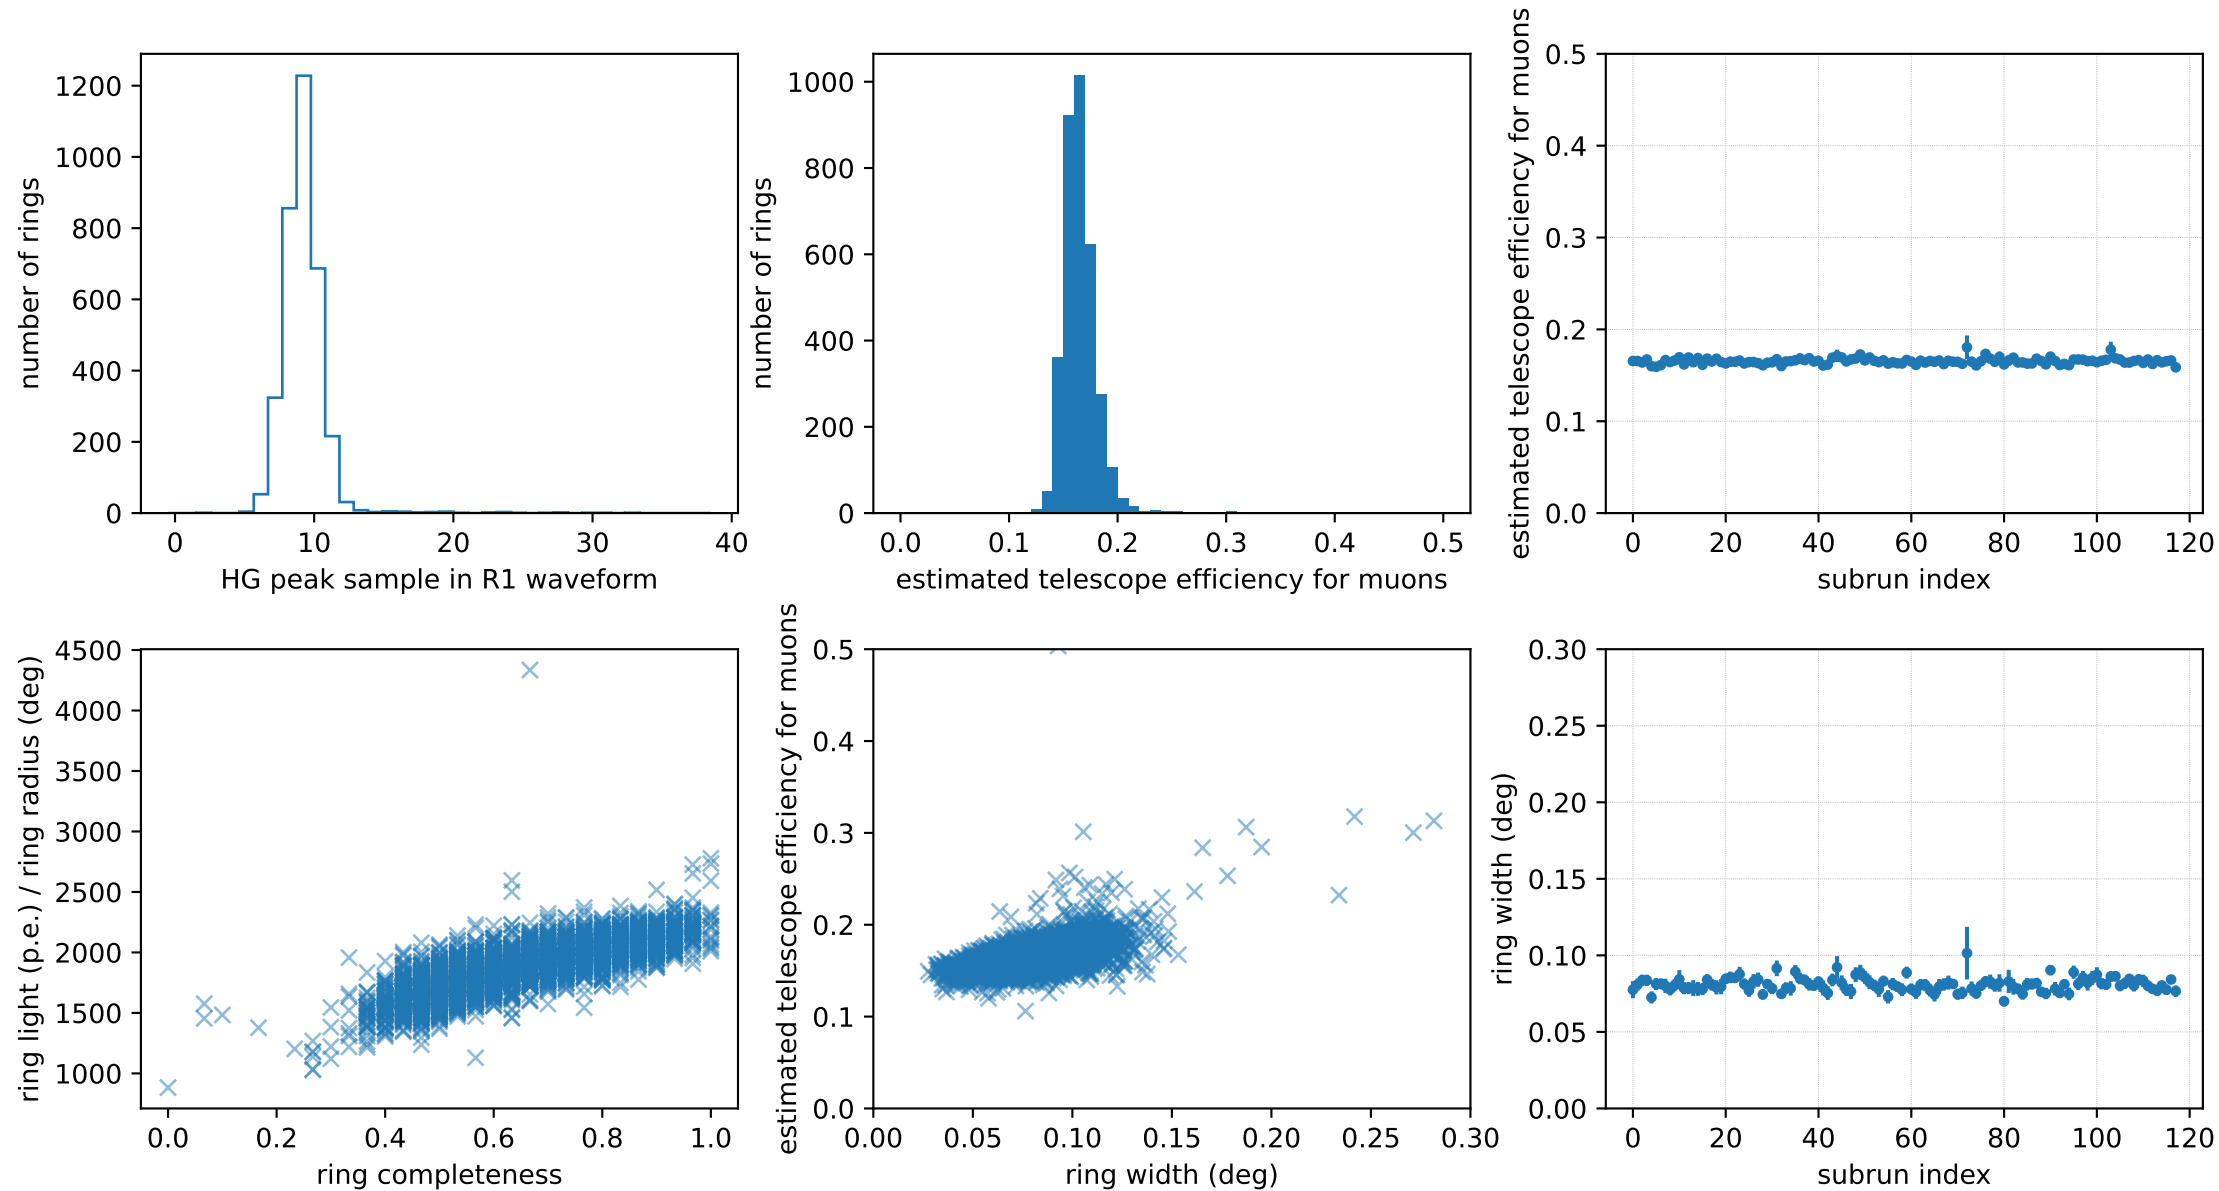 number of rings
1200
1000
800
600
400
200
0
0 10 20 30 40
HG peak sample in R1 waveform
number of rings
1000
800
600
400
200
0
0.0 0.1 0.2 0.3 0.4 0.5
estimated telescope efficiency for muons
estimated telescope efficiency for muons
0.5
0.4
0.3
0.2
0.1
0.0
0 20 40 60 80 100 120
subrun index
ring light (p.e.) / ring radius (deg)
4500
4000
3500
3000
2500
2000
1500
1000
0.0 0.2 0.4 0.6 0.8 1.0
ring completeness
estimated telescope efficiency for muons
0.5
0.4
0.3
0.2
0.1
0.0
0.00 0.05 0.10 0.15 0.20 0.25 0.30
ring width (deg)
ring width (deg)
0.30
0.25
0.20
0.15
0.10
0.05
0.00
0 20 40 60 80 100 120
subrun index